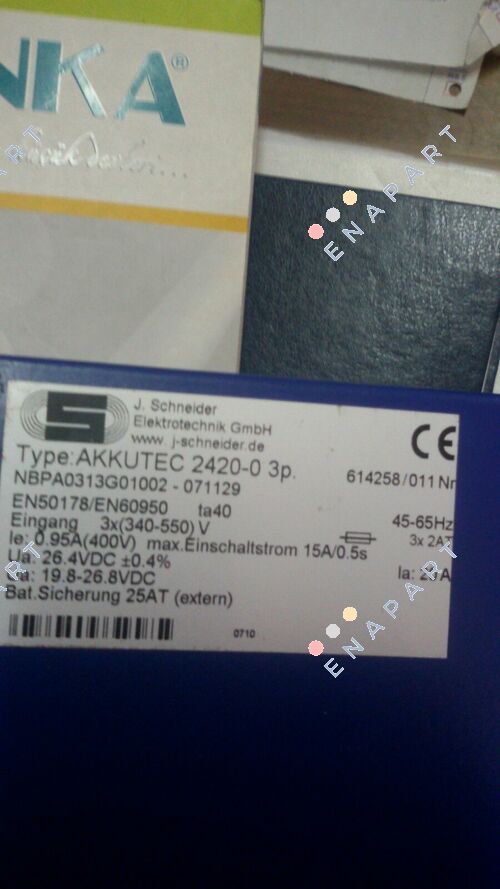 NKA®
J. Schneider
Elektrotechnik GmbH
www. j-schneider.de
CE
Type:AKKUTEC 2420-0 3p.
NBPA0313G01002 - 071129
614258/011 Nr
EN50178/EN60950 ta40
Eingang 3x(340-550) V
45-65Hz
Ie: 0.95A(400V) max.Einschaltstrom 15A/0.5s
3x 2AT
Ua: 26.4VDC ±0.4%
19.8-26.8VDC
Ia:
Bat.Sicherung 25AT (extern)
0710
ENAPART
ENAPART